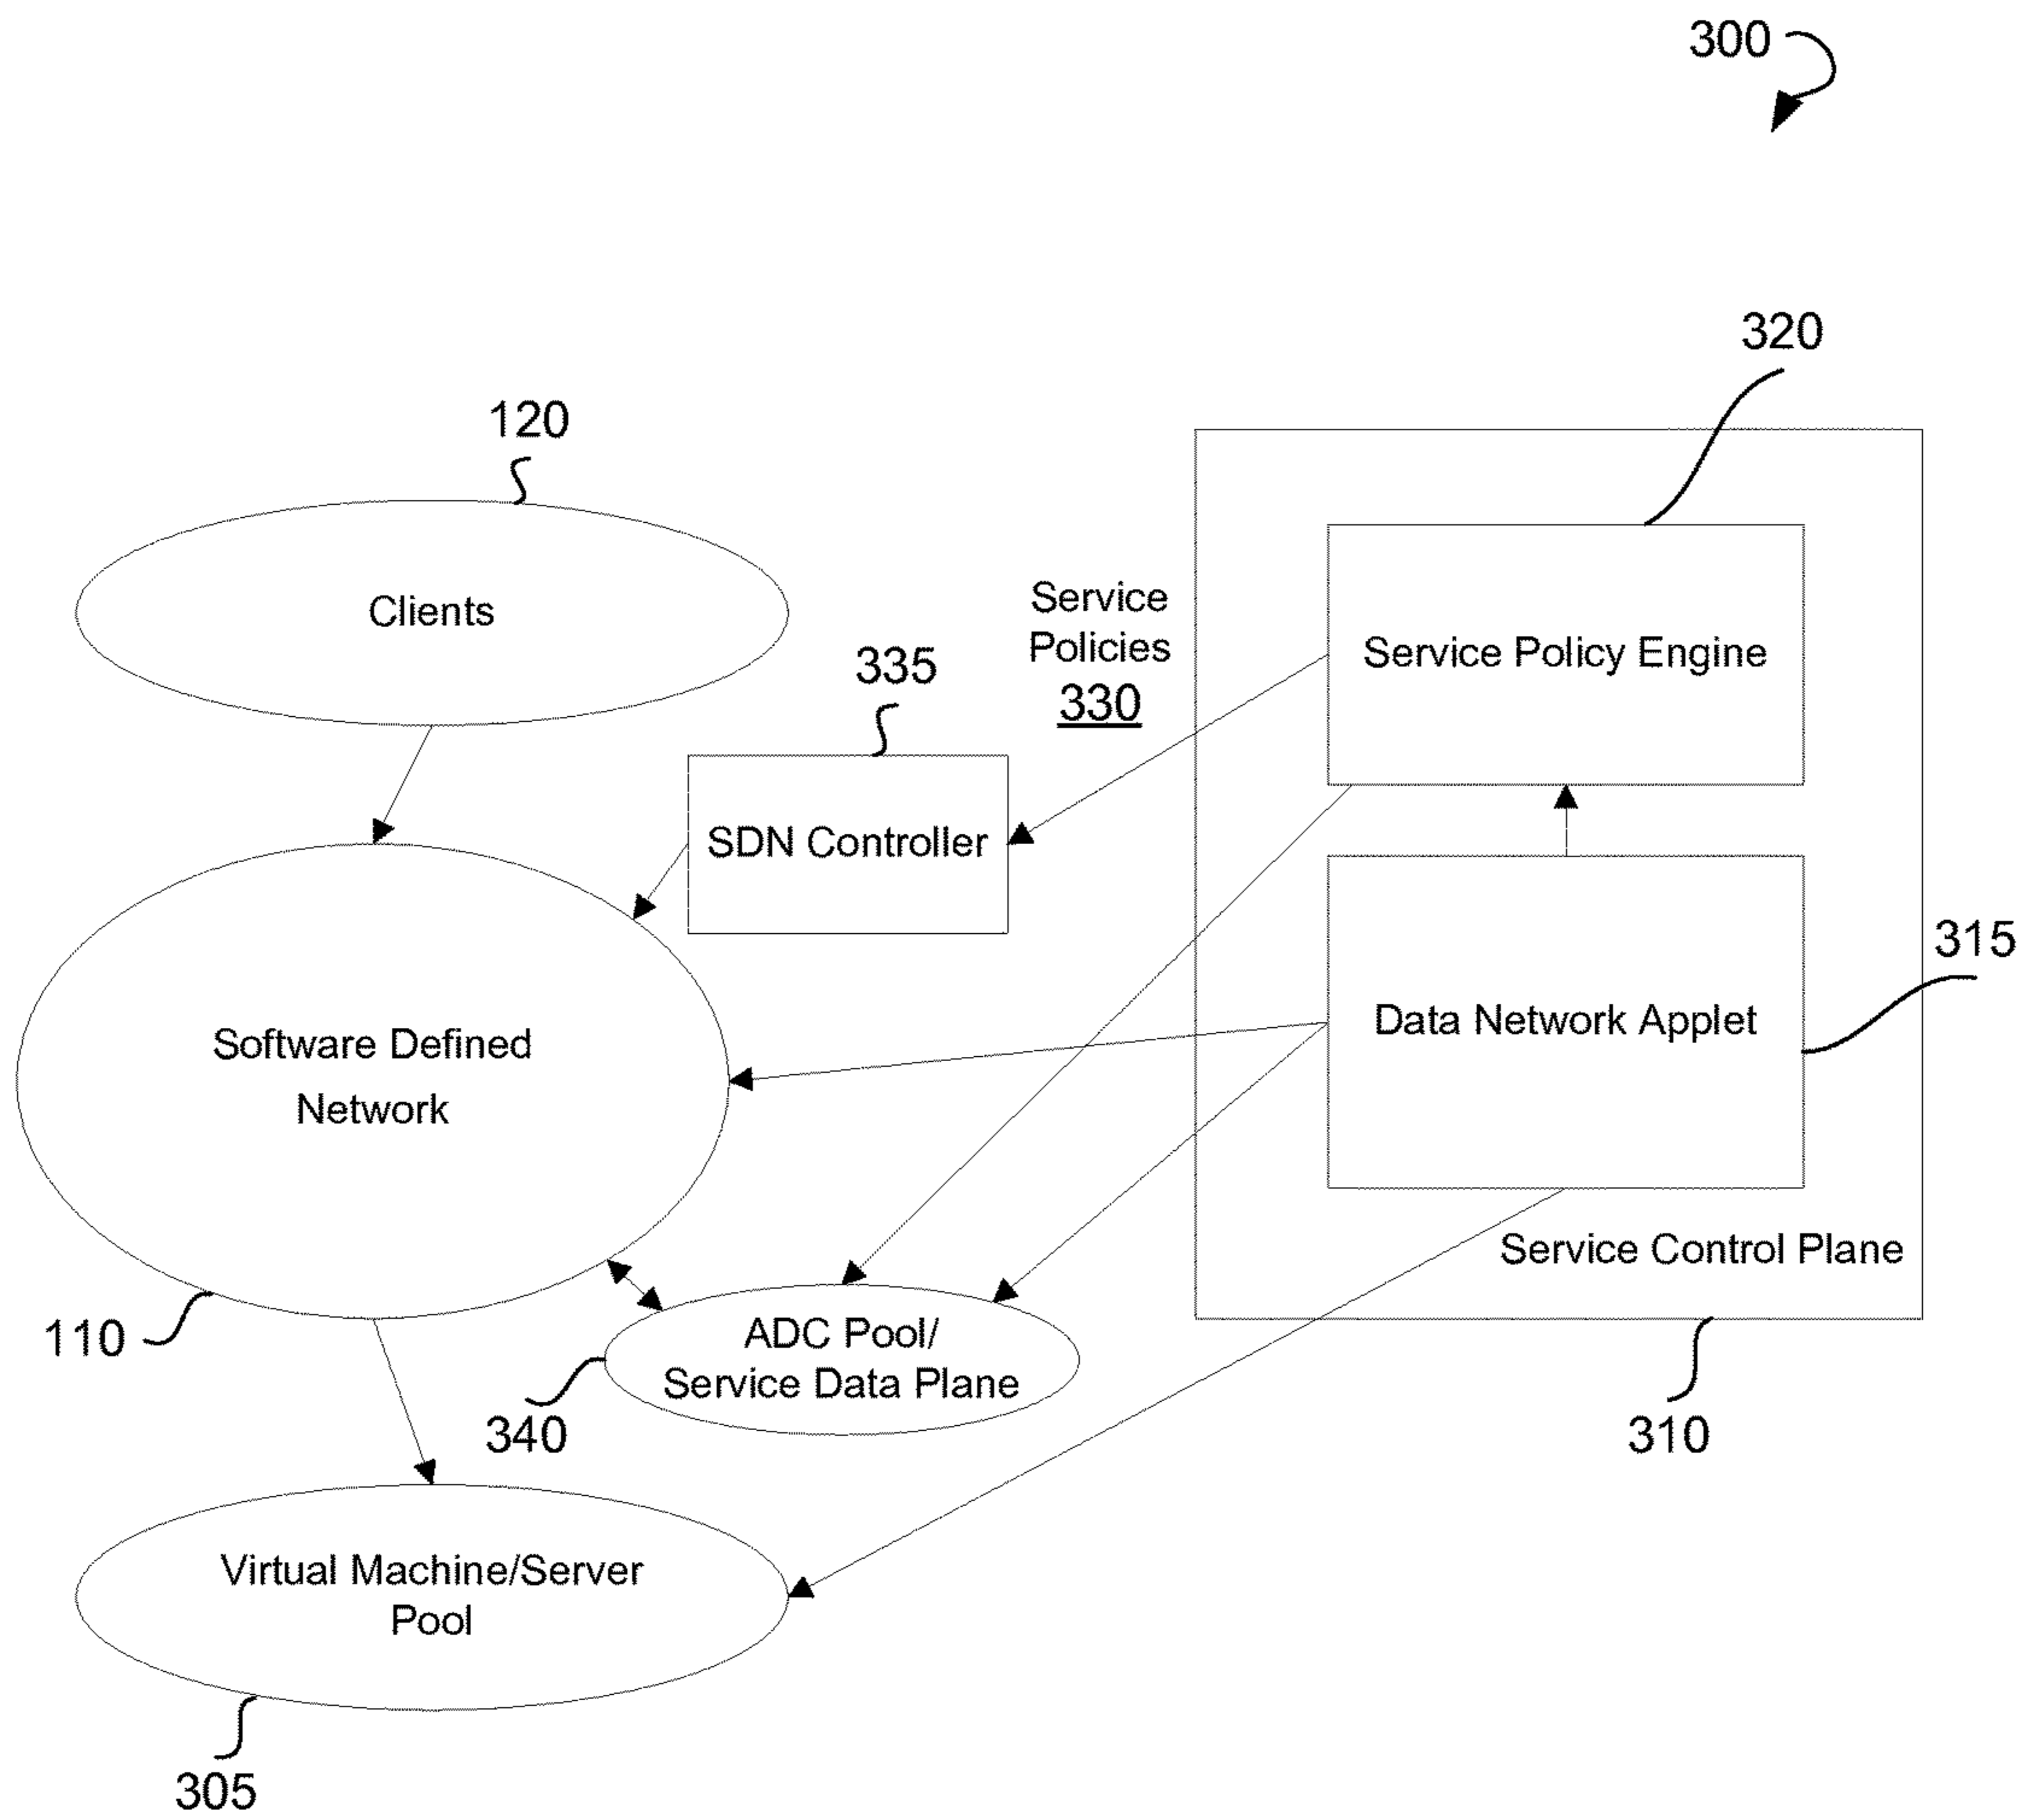 300
320
120
Clients
Service
Policies
330
335
Service Policy Engine
SDN Controller
315
Data Network Applet
Software Defined
Network
Service Control Plane
110
ADC Pool/
Service Data Plane
340
310
Virtual Machine/Server
Pool
305